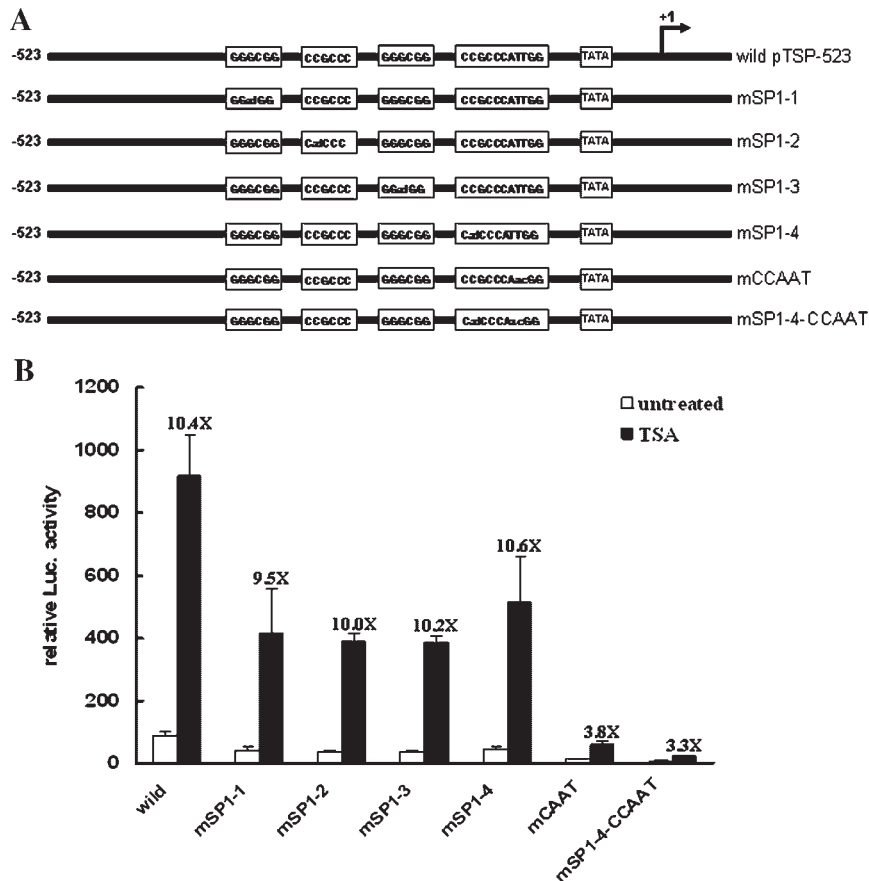 A
+1
-523 GGGCGG CCGCCC GGGCGG CCGCCCATTGG TATA wild pTSP-523
-523 GGatGG CCGCCC GGGCGG CCGCCCATTGG TATA mSP1-1
-523 GGGCGG CatCCC GGGCGG CCGCCCATTGG TATA mSP1-2
-523 GGGCGG CCGCCC GGatGG CCGCCCATTGG TATA mSP1-3
-523 GGGCGG CCGCCC GGGCGG CatCCCATTGG TATA mSP1-4
-523 GGGCGG CCGCCC GGGCGG CCGCCCAacGG TATA mCCAAT
-523 GGGCGG CCGCCC GGGCGG CatCCCAacGG TATA mSP1-4-CCAAT
B
1200
1000
800
600
400
200
0
relative Luc. activity
untreated
TSA
10.4X
9.5X
10.0X
10.2X
10.6X
3.8X
3.3X
wild
mSP1-1
mSP1-2
mSP1-3
mSP1-4
mCAAT
mSP1-4-CCAAT